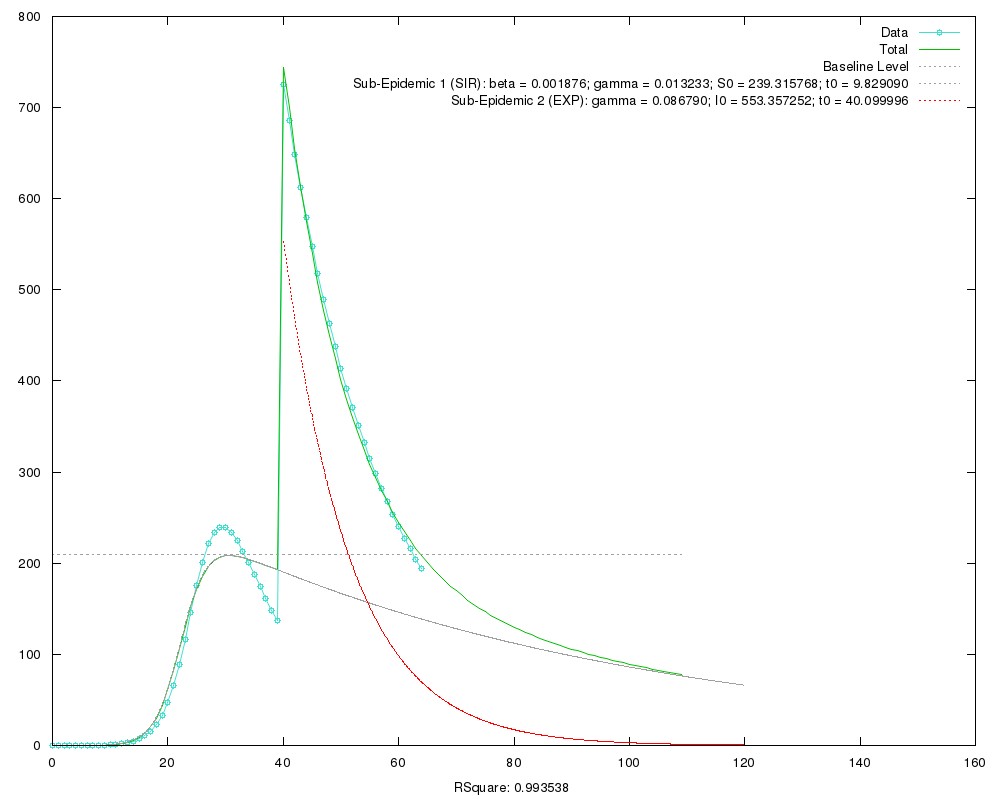 800
700
600
500
400
300
200
100
0
0 20 40 60 80 100 120 140 160
Data
Total
Baseline Level
Sub-Epidemic 1 (SIR): beta = 0.001876; gamma = 0.013233; S0 = 239.315768; t0 = 9.829090
Sub-Epidemic 2 (EXP): gamma = 0.086790; I0 = 553.357252; t0 = 40.099996
RSquare: 0.993538